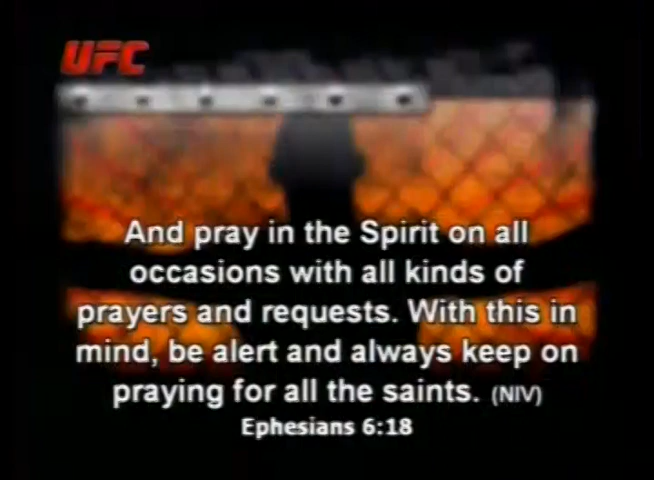 UFC
And pray in the Spirit on all
occasions with all kinds of
prayers and requests. With this in
mind, be alert and always keep on
praying for all the saints. (NIV)
Ephesians 6:18